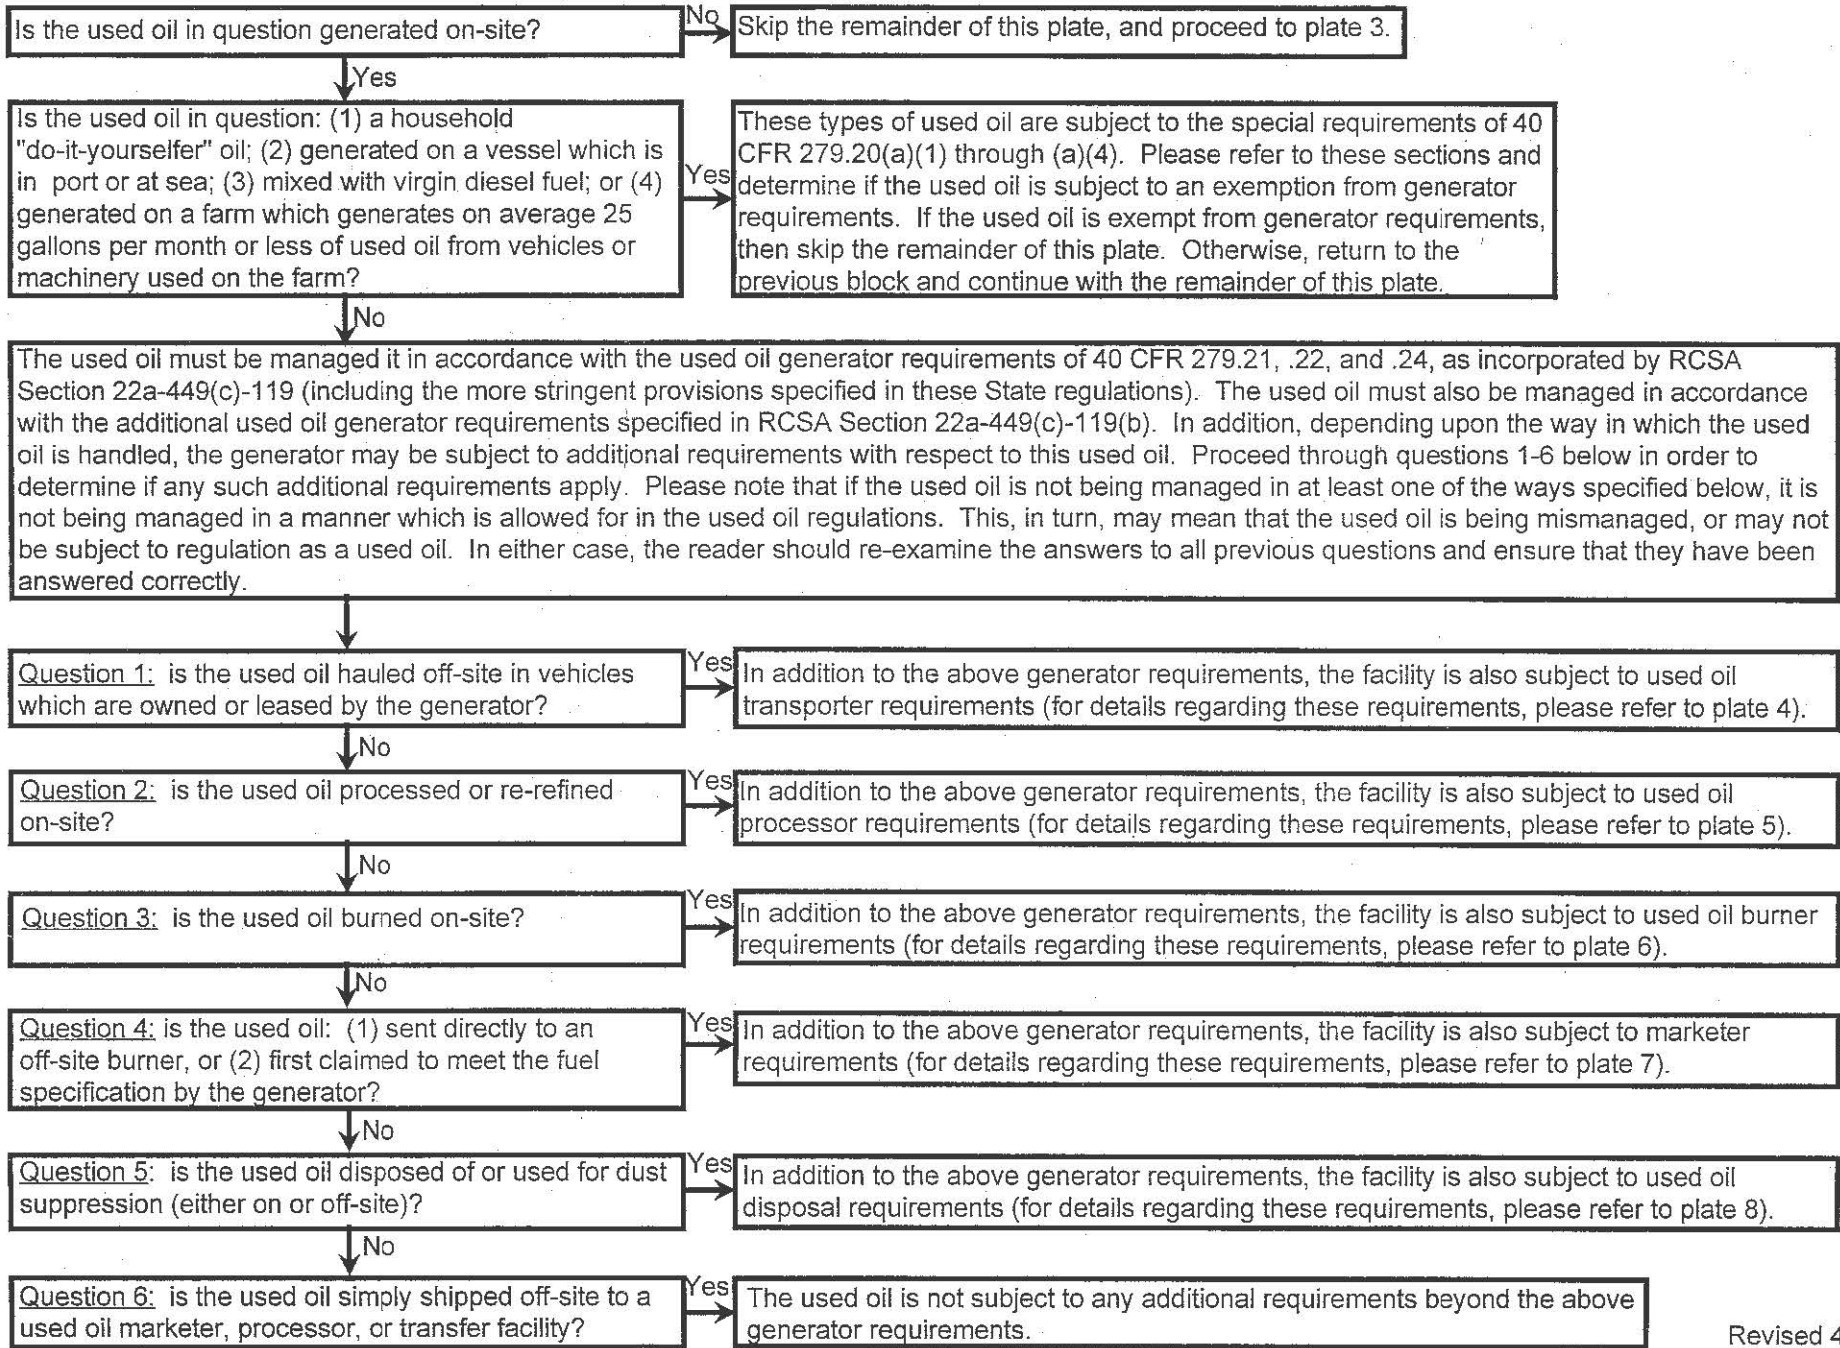 Is the used oil in question generated on-site?
No
Skip the remainder of this plate, and proceed to plate 3.
Yes
Is the used oil in question: (1) a household
"do-it-yourselfer" oil; (2) generated on a vessel which is
in port or at sea; (3) mixed with virgin diesel fuel; or (4)
generated on a farm which generates on average 25
gallons per month or less of used oil from vehicles or
machinery used on the farm?
Yes
These types of used oil are subject to the special requirements of 40
CFR 279.20(a)(1) through (a)(4). Please refer to these sections and
determine if the used oil is subject to an exemption from generator
requirements. If the used oil is exempt from generator requirements,
then skip the remainder of this plate. Otherwise, return to the
previous block and continue with the remainder of this plate.
No
The used oil must be managed it in accordance with the used oil generator requirements of 40 CFR 279.21, .22, and .24, as incorporated by RCSA
Section 22a-449(c)-119 (including the more stringent provisions specified in these State regulations). The used oil must also be managed in accordance
with the additional used oil generator requirements specified in RCSA Section 22a-449(c)-119(b). In addition, depending upon the way in which the used
oil is handled, the generator may be subject to additional requirements with respect to this used oil. Proceed through questions 1-6 below in order to
determine if any such additional requirements apply. Please note that if the used oil is not being managed in at least one of the ways specified below, it is
not being managed in a manner which is allowed for in the used oil regulations. This, in turn, may mean that the used oil is being mismanaged, or may not
be subject to regulation as a used oil. In either case, the reader should re-examine the answers to all previous questions and ensure that they have been
answered correctly.
Question 1: is the used oil hauled off-site in vehicles
which are owned or leased by the generator?
Yes
In addition to the above generator requirements, the facility is also subject to used oil
transporter requirements (for details regarding these requirements, please refer to plate 4).
No
Question 2: is the used oil processed or re-refined
on-site?
Yes
In addition to the above generator requirements, the facility is also subject to used oil
processor requirements (for details regarding these requirements, please refer to plate 5).
No
Question 3: is the used oil burned on-site?
Yes
In addition to the above generator requirements, the facility is also subject to used oil burner
requirements (for details regarding these requirements, please refer to plate 6).
No
Question 4: is the used oil: (1) sent directly to an
off-site burner, or (2) first claimed to meet the fuel
specification by the generator?
Yes
In addition to the above generator requirements, the facility is also subject to marketer
requirements (for details regarding these requirements, please refer to plate 7).
No
Question 5: is the used oil disposed of or used for dust
suppression (either on or off-site)?
Yes
In addition to the above generator requirements, the facility is also subject to used oil
disposal requirements (for details regarding these requirements, please refer to plate 8).
No
Question 6: is the used oil simply shipped off-site to a
used oil marketer, processor, or transfer facility?
Yes
The used oil is not subject to any additional requirements beyond the above
generator requirements.
Revised 4